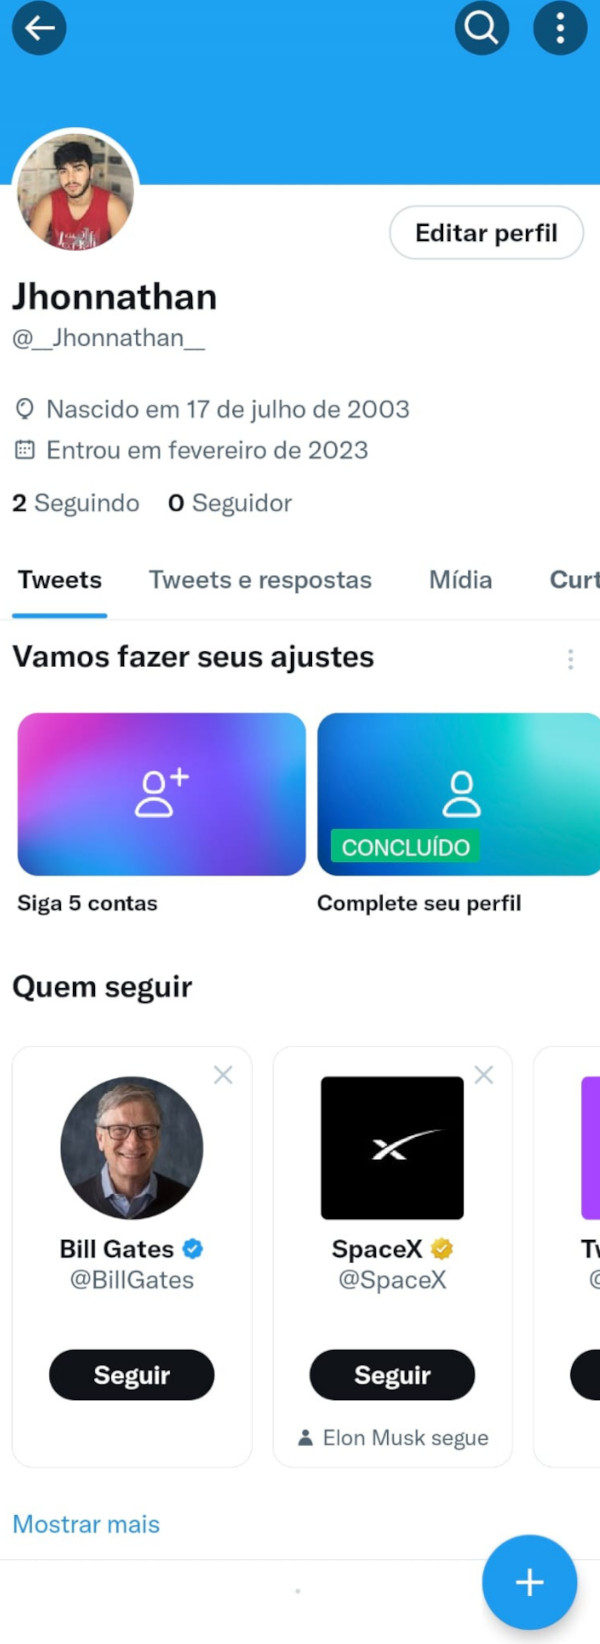 Editar perfil
Jhonnathan
@__Jhonnathan__
Nascido em 17 de julho de 2003
Entrou em fevereiro de 2023
2 Seguindo 0 Seguidor
Tweets Tweets e respostas Mídia Curt
Vamos fazer seus ajustes
CONCLUÍDO
Siga 5 contas Complete seu perfil
Quem seguir
Bill Gates SpaceX Tw
@BillGates @SpaceX @
Seguir Seguir
Elon Musk segue
Mostrar mais